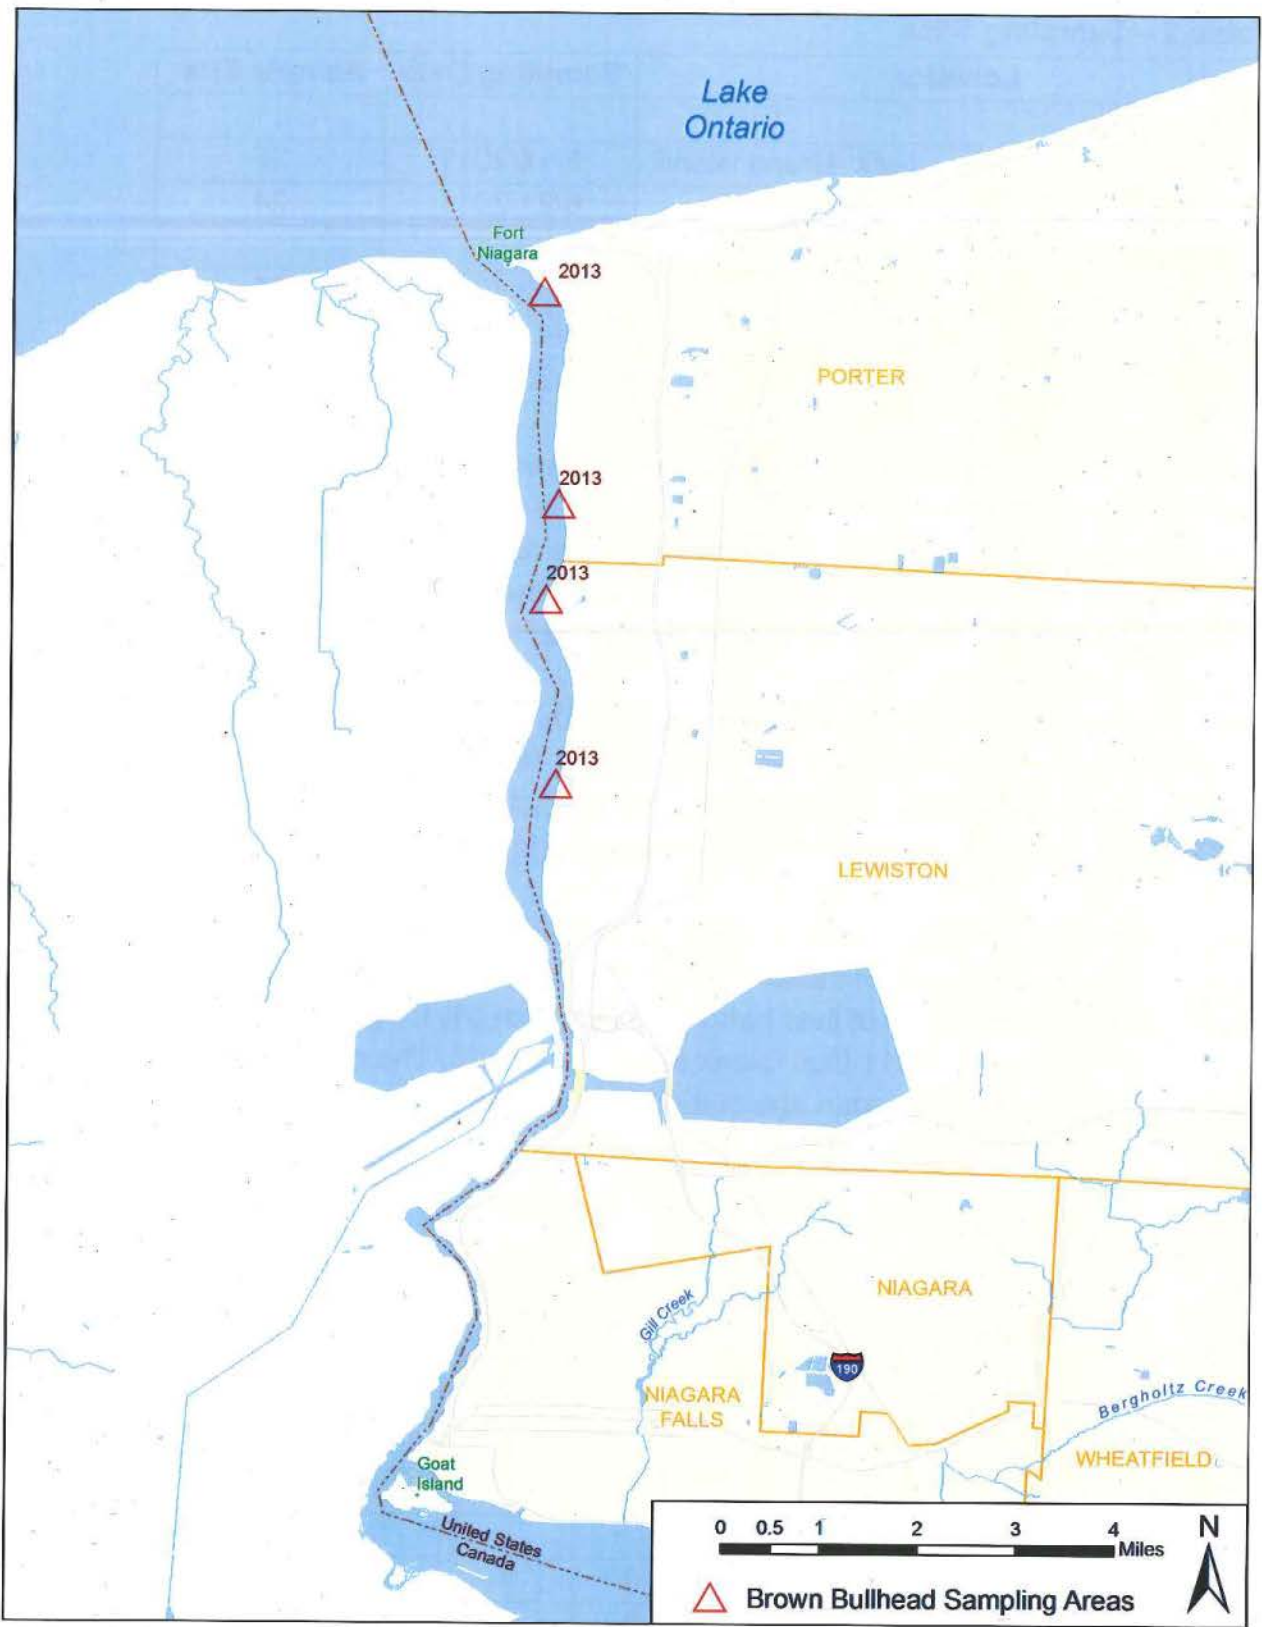 Lake
Ontario
Fort
Niagara
2013
PORTER
2013
2013
2013
LEWISTON
NIAGARA
Gill Creek
190
NIAGARA
FALLS
Bergholtz Creek
WHEATFIELD
Goat
Island
United States
Canada
0 0.5 1 2 3 4
Miles
N
Brown Bullhead Sampling Areas